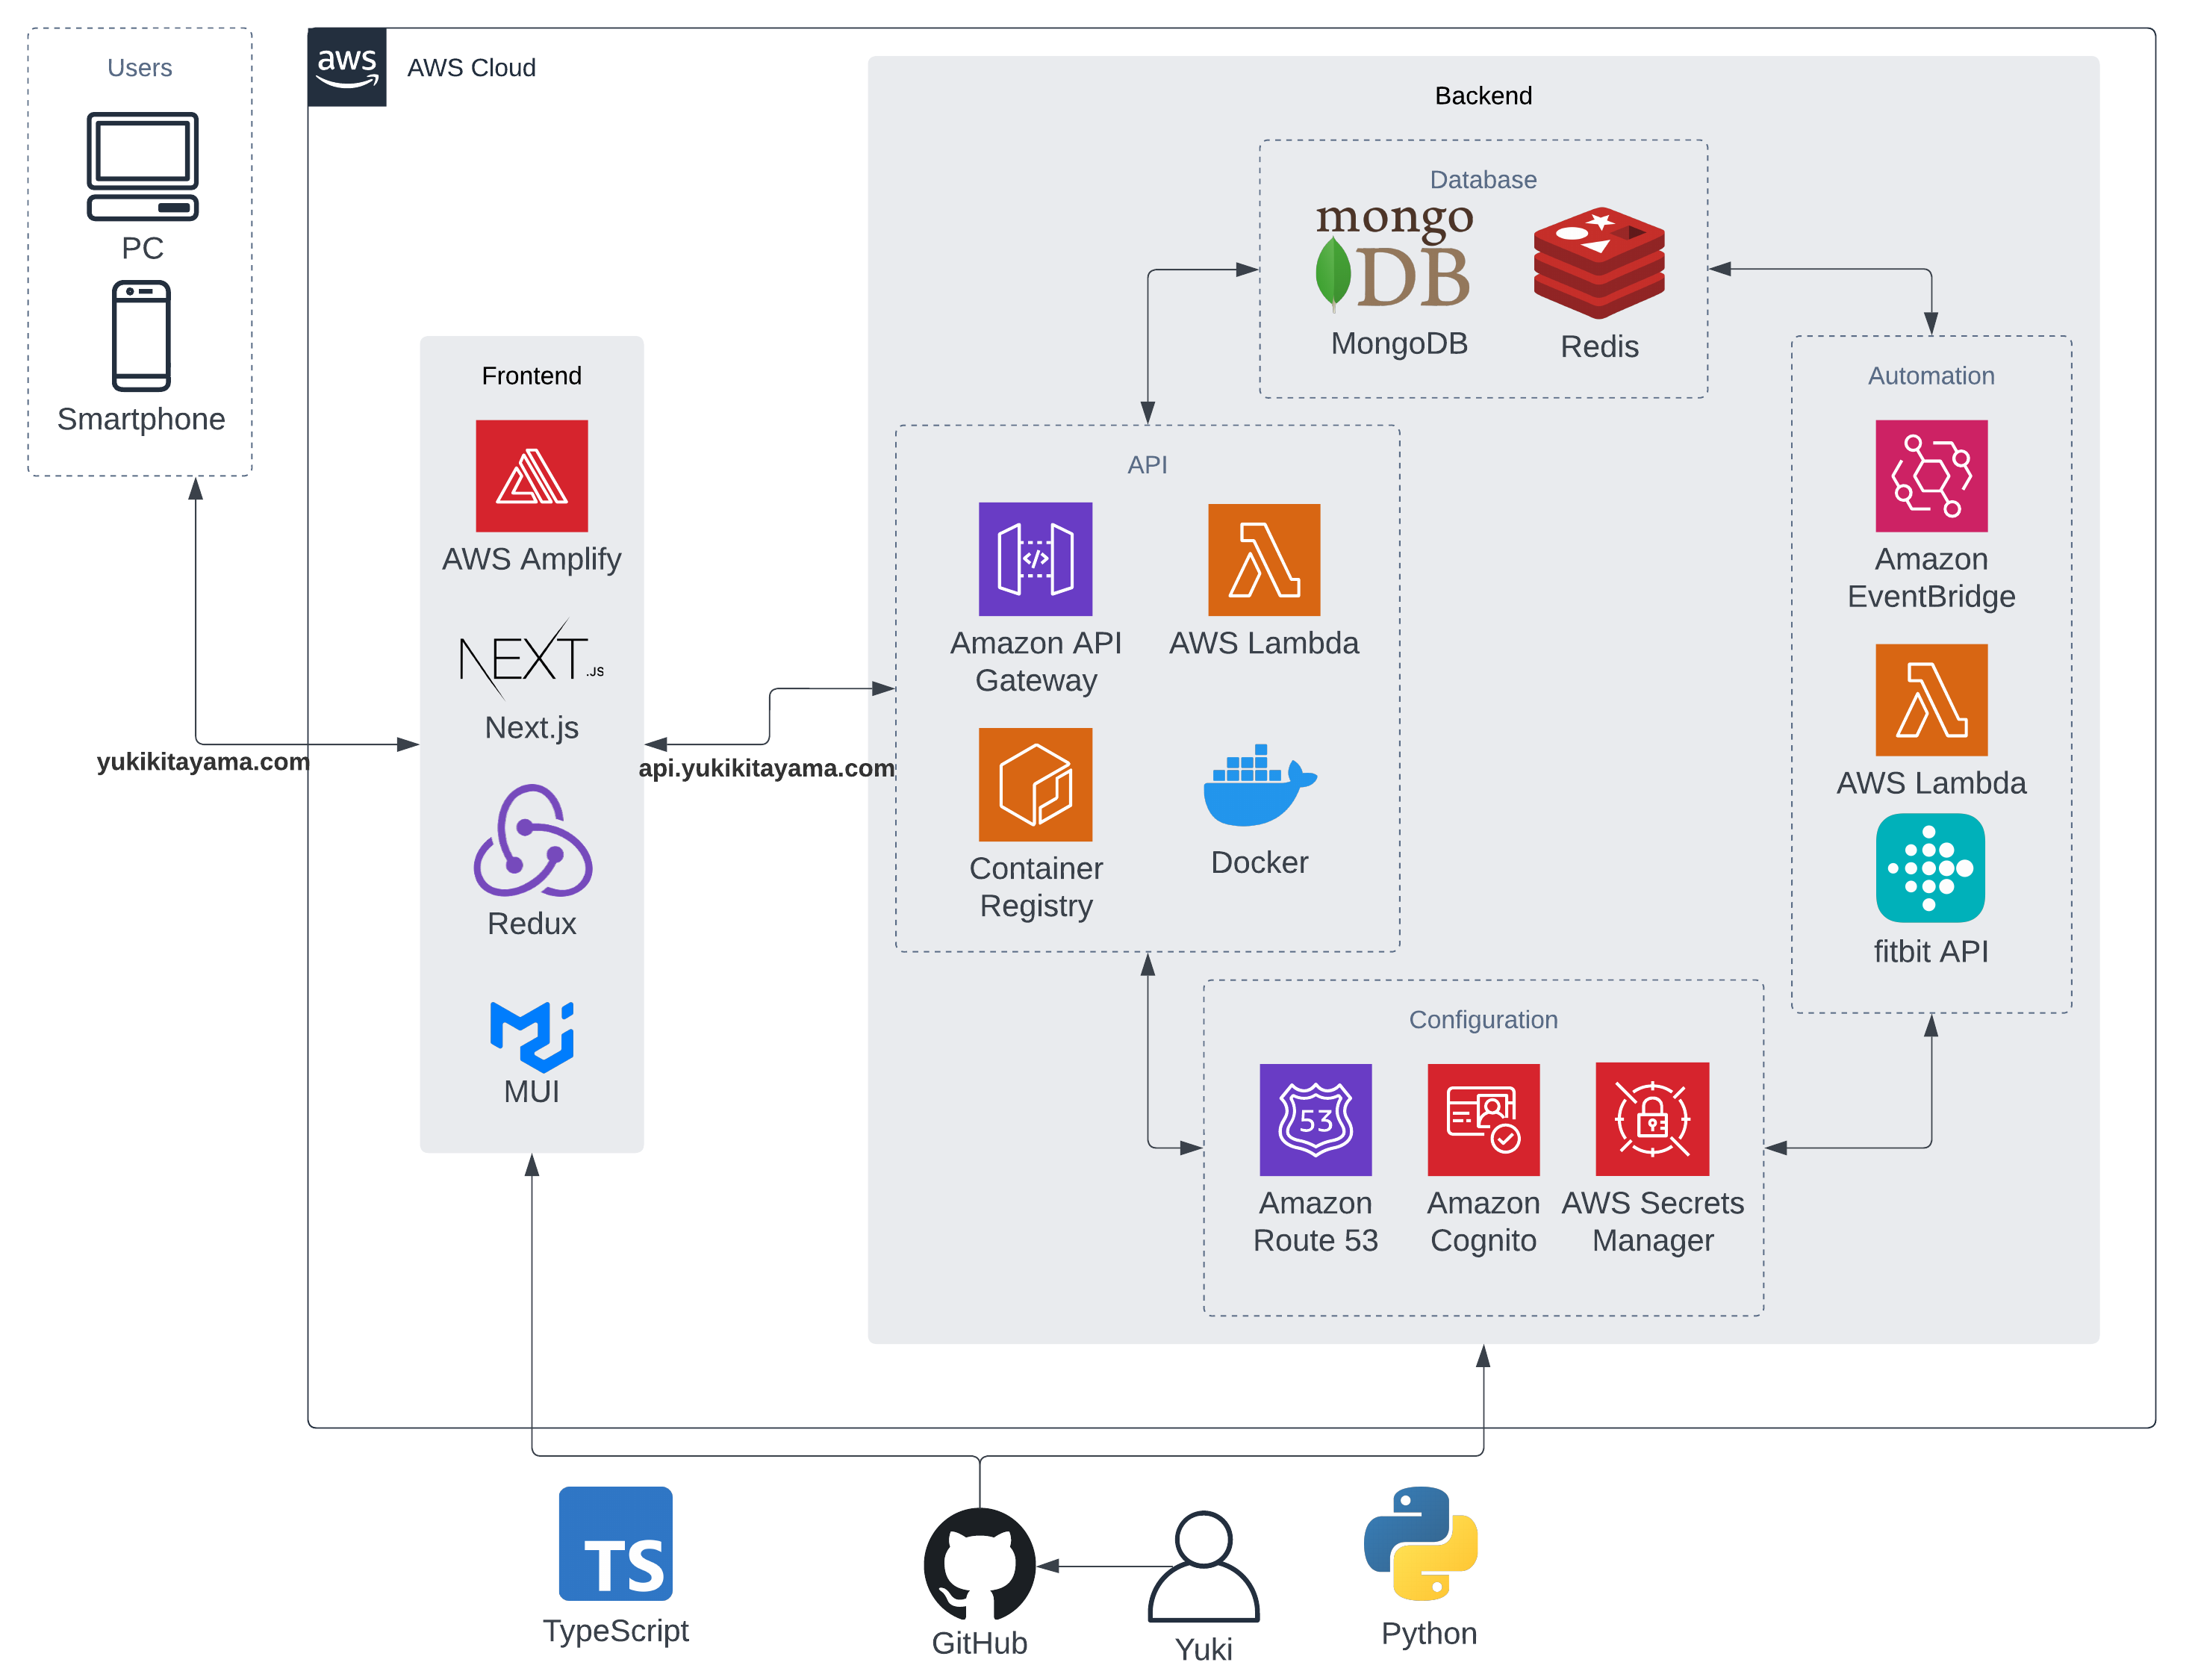 Users
PC
Smartphone
yukikitayama.com
aws
AWS Cloud
Frontend
AWS Amplify
NEXT.JS
Next.js
Redux
MUI
api.yukikitayama.com
Backend
Database
mongo
DB
MongoDB
Redis
API
Amazon API
Gateway
AWS Lambda
Container
Registry
Docker
Automation
Amazon
EventBridge
AWS Lambda
fitbit API
Configuration
53
Amazon
Route 53
Amazon
Cognito
AWS Secrets
Manager
TS
TypeScript
GitHub
Yuki
Python